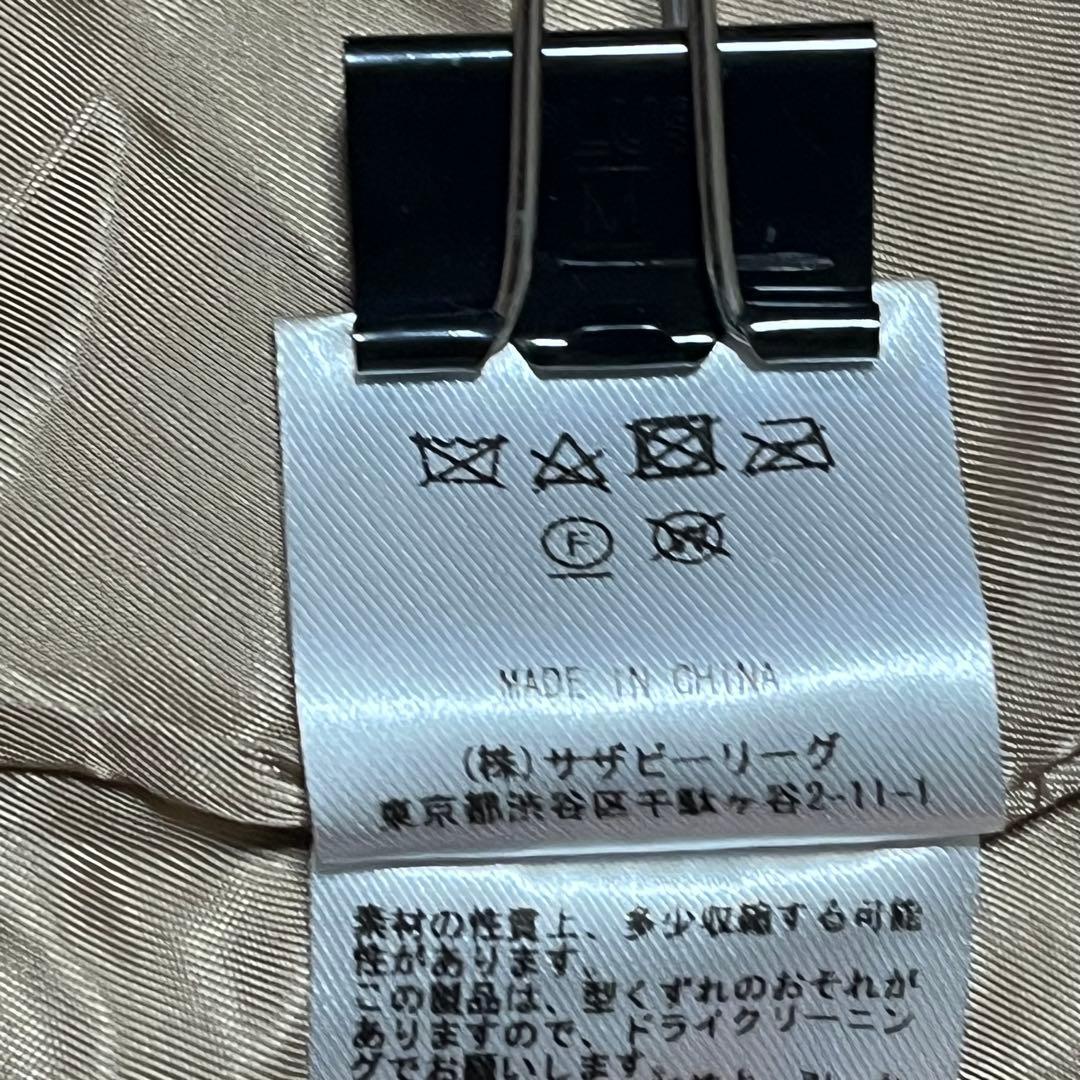 F
W
MADE IN CHINA
(株)サザビーリーグ
東京都渋谷区千駄ヶ谷2-11-1
素材の性質上、多少収縮する可能
性があります。
この製品は、型くずれのおそれが
ありますので、ドライクリーニン
グでお願いします。